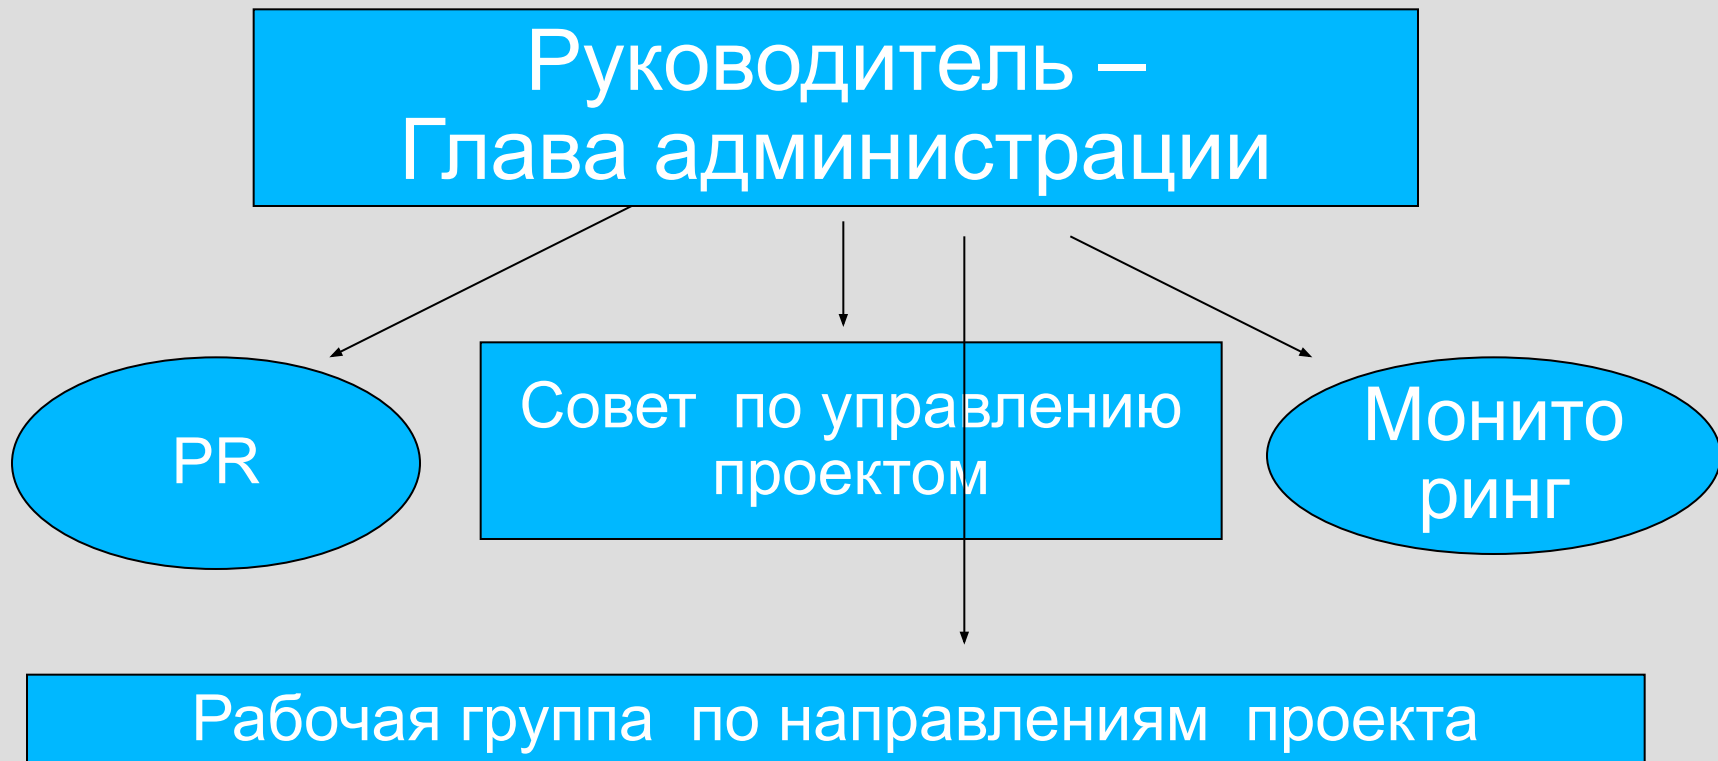 Руководитель –
Глава администрации
PR
Совет по управлению
проектом
Монито
ринг
Рабочая группа по направлениям проекта